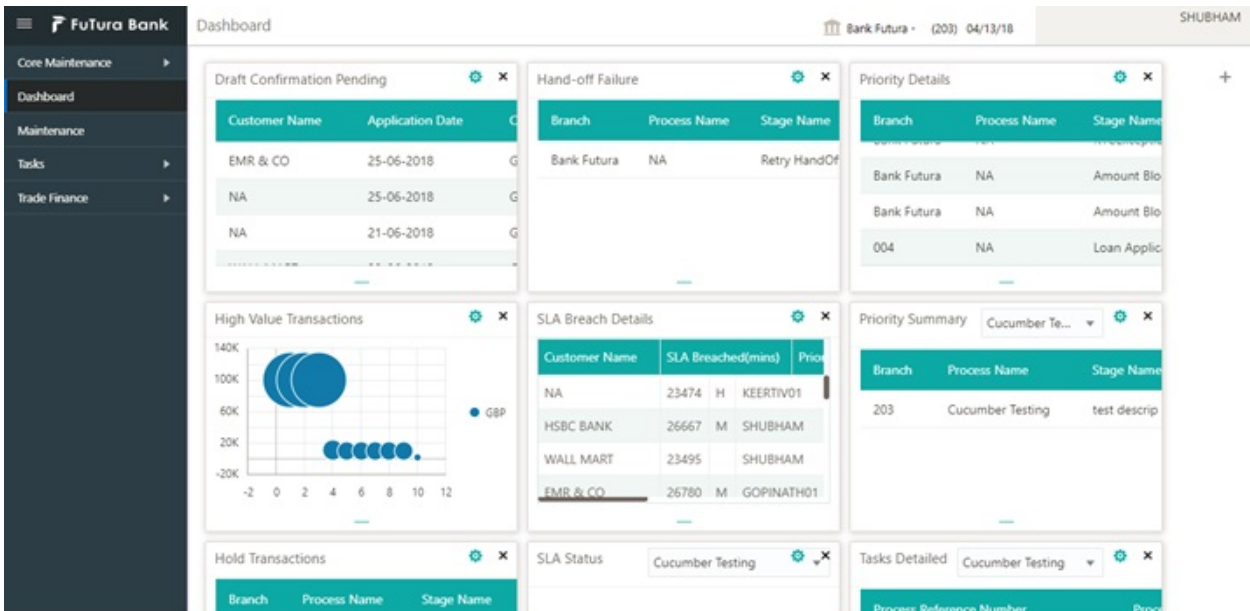 FuTura Bank
Dashboard
Bank Futura - (203) 04/13/18
SHUBHAM
Core Maintenance
Dashboard
Maintenance
Tasks
Trade Finance
Draft Confirmation Pending
Customer Name Application Date C
EMR & CO 25-06-2018 G
NA 25-06-2018 G
NA 21-06-2018 G
Hand-off Failure
Branch Process Name Stage Name
Bank Futura NA Retry HandOf
Priority Details
Branch Process Name Stage Name
Bank Futura NA Amount Blo
Bank Futura NA Amount Blo
004 NA Loan Applic
High Value Transactions
140K
100K
60K
20K
-20K
-2 0 2 4 6 8 10 12
GBP
SLA Breach Details
Customer Name SLA Breached(mins) Prior
NA 23474 H KEERTIV01
HSBC BANK 26667 M SHUBHAM
WALL MART 23495 SHUBHAM
EMR & CO 26780 M GOPINATH01
Priority Summary Cucumber Te...
Branch Process Name Stage Name
203 Cucumber Testing test descrip
Hold Transactions
Branch Process Name Stage Name
SLA Status Cucumber Testing
Tasks Detailed Cucumber Testing
Process Reference Number Proce